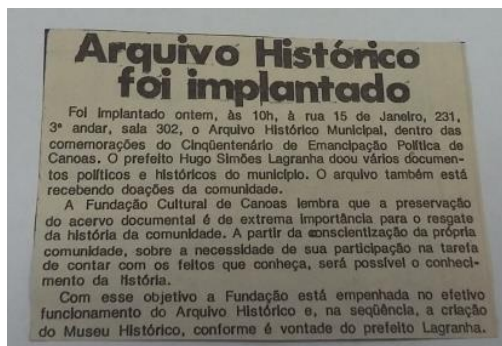 Arquivo Histórico
foi implantado
Foi implantado ontem, às 10h, à rua 15 de Janeiro, 231,
3º andar, sala 302, o Arquivo Histórico Municipal, dentro das
comemorações do Cinqüentenário de Emancipação Política de
Canoas. O prefeito Hugo Simões Lagranha doou vários documen-
tos políticos e históricos do município. O arquivo também está
recebendo doações da comunidade.
A Fundação Cultural de Canoas lembra que a preservação
do acervo documental é de extrema importância para o resgate
da história da comunidade. A partir da conscientização da própria
comunidade, sobre a necessidade de sua participação na tarefa
de contar com os feitos que conheça, será possível o conheci-
mento da história.
Com esse objetivo a Fundação está empenhada no efetivo
funcionamento do Arquivo Histórico e, na seqüência, a criação
do Museu Histórico, conforme é vontade do prefeito Lagranha.